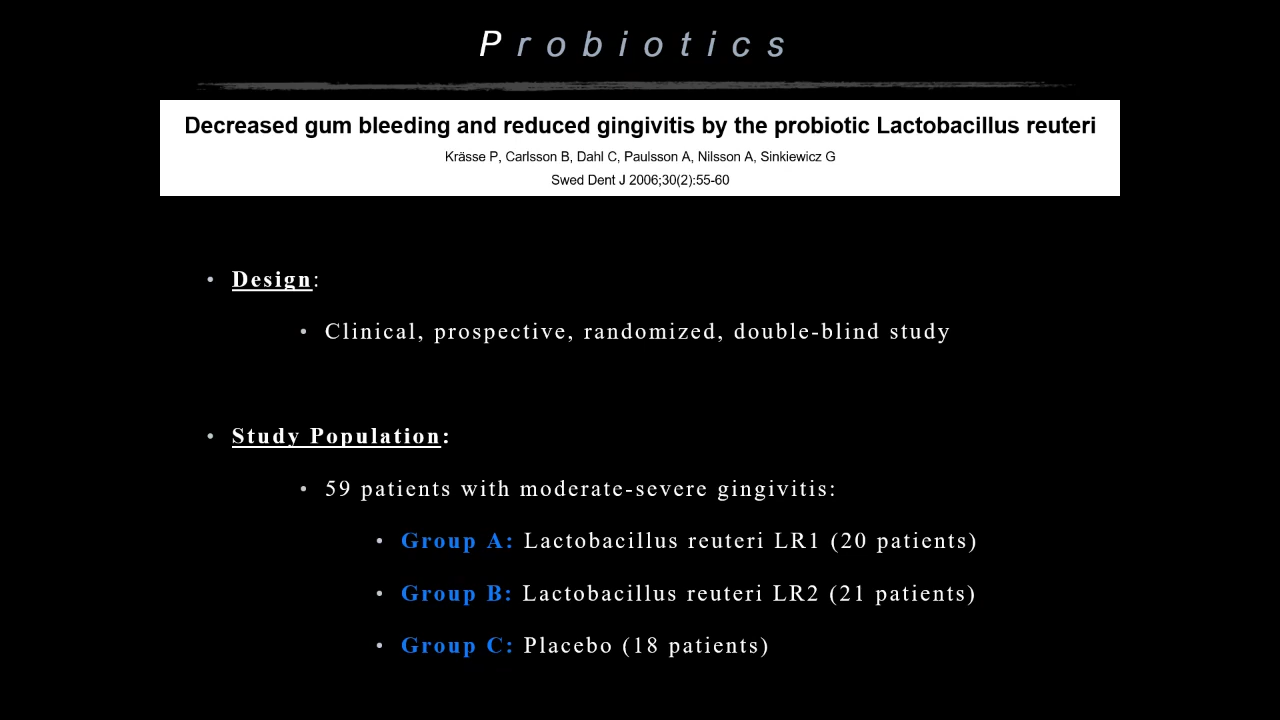 Probiotics
Decreased gum bleeding and reduced gingivitis by the probiotic Lactobacillus reuteri
Krässe P, Carlsson B, Dahl C, Paulsson A, Nilsson A, Sinkiewicz G
Swed Dent J 2006;30(2):55-60
• Design:
• Clinical, prospective, randomized, double-blind study
• Study Population:
• 59 patients with moderate-severe gingivitis:
• Group A: Lactobacillus reuteri LR1 (20 patients)
• Group B: Lactobacillus reuteri LR2 (21 patients)
• Group C: Placebo (18 patients)